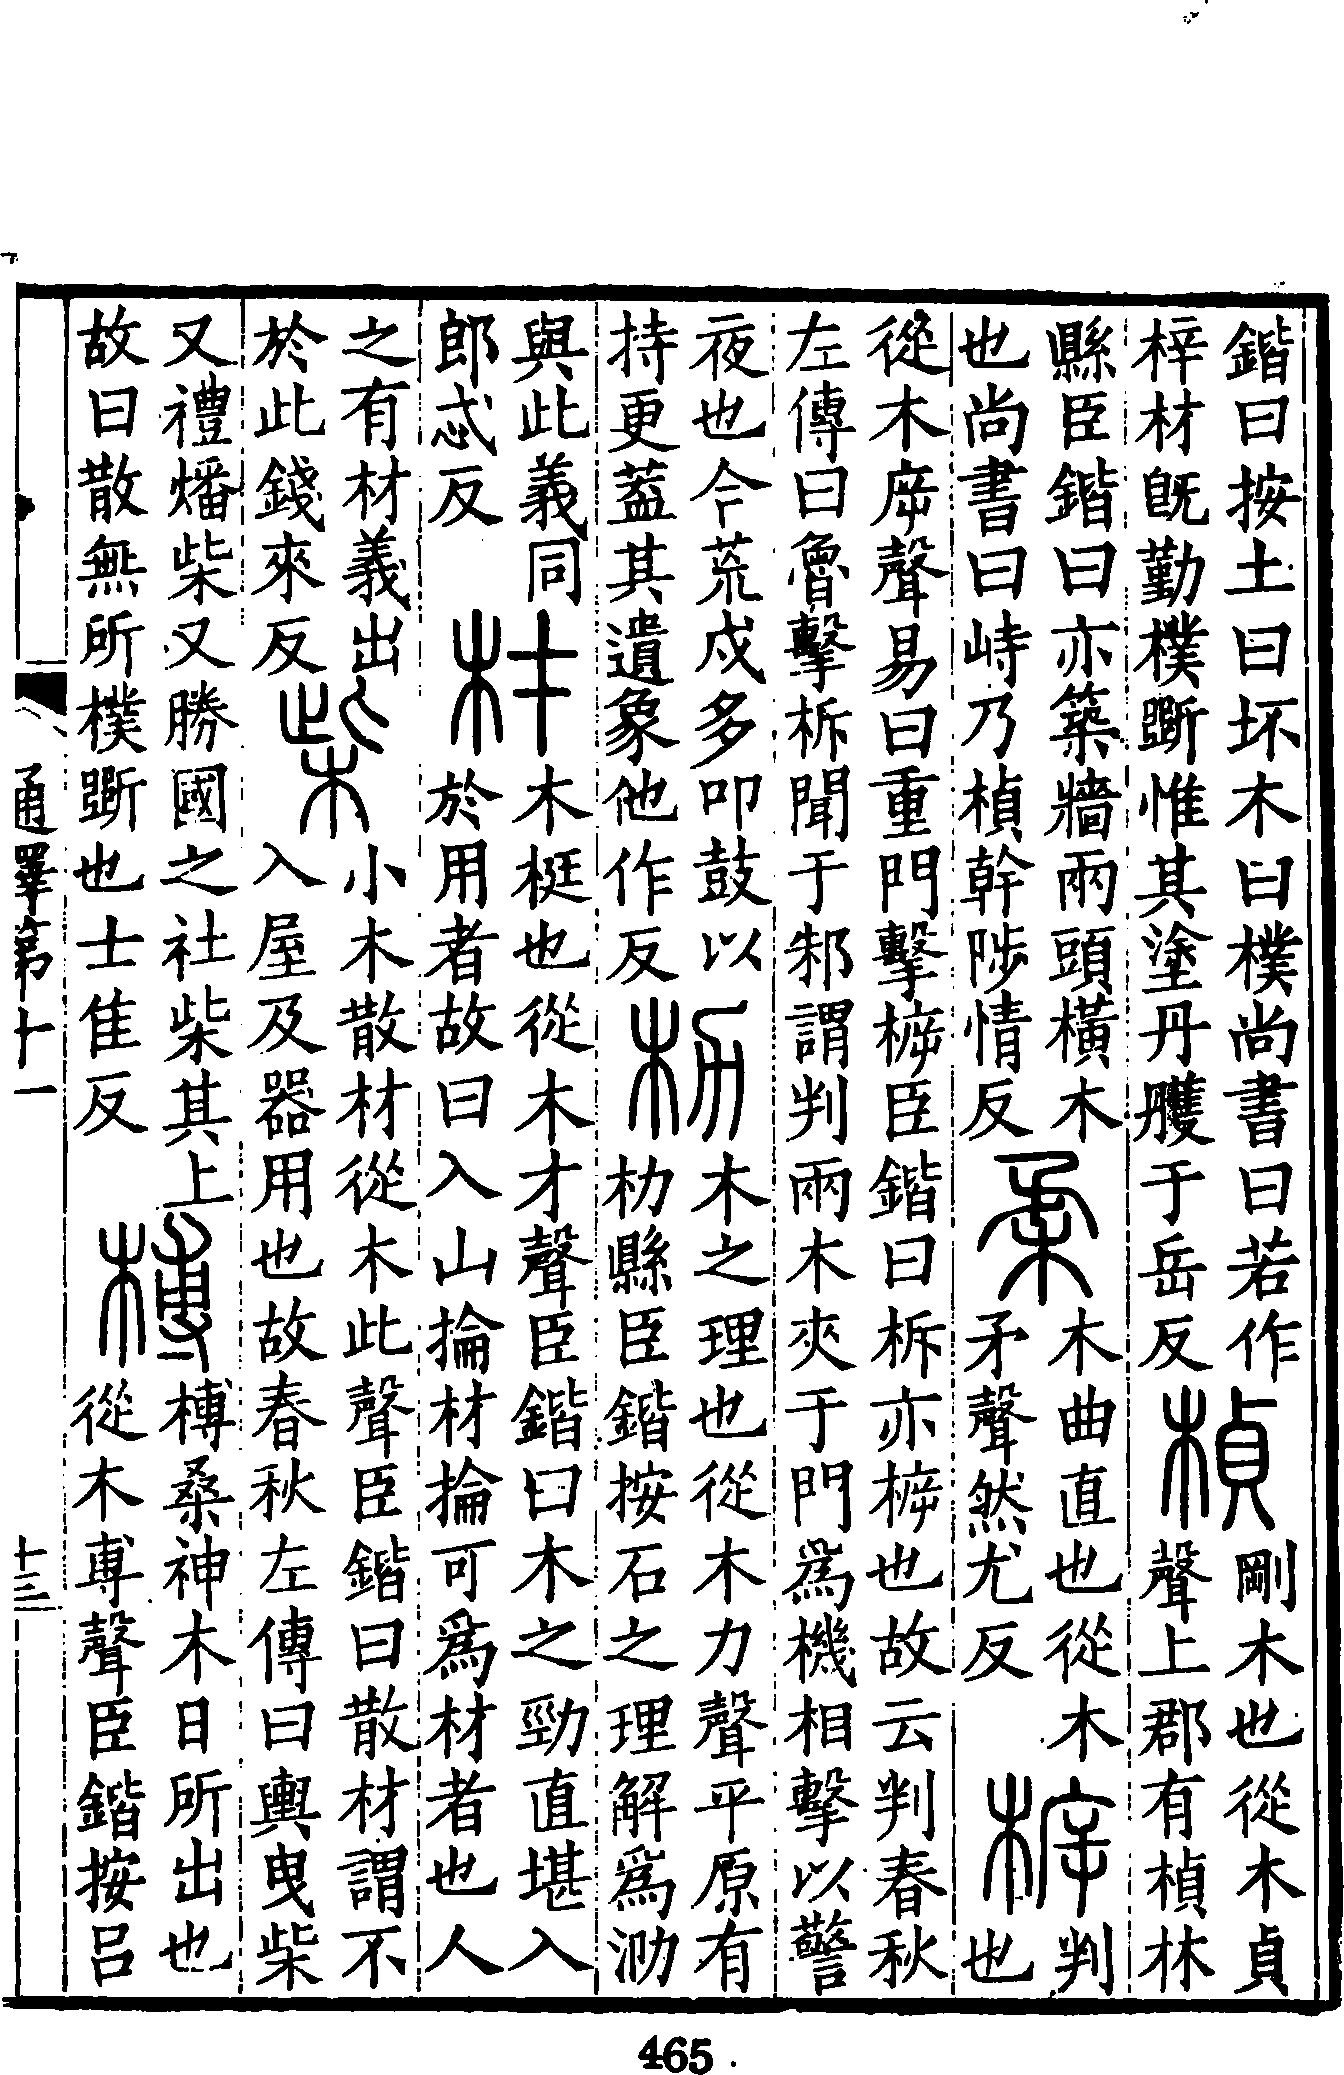 鍇曰按土曰坏木曰樸尚書曰若作
梓材旣勤樸斵惟其塗丹雘于岳反
楨
剛木也從木貞
聲上郡有楨林
縣臣鍇曰亦築牆兩頭橫木
也尚書曰峙乃楨幹陟情反
柔
木曲直也從木
矛聲然尤反
㯐
判
也
從木㡿聲易曰重門擊㯐臣鍇曰柝亦㯐也故云判春秋
左傳曰魯擊柝聞于邾謂判兩木夾于門爲機相擊以警
夜也今荒戍多叩鼓以
持更葢其遺象他作反
朸
木之理也從木力聲平原有
朸縣臣鍇按石之理解爲泐
與此義同
郎忒反
材
木梃也從木才聲臣鍇曰木之勁直堪入
於用者故曰入山掄材掄可爲材者也人
之有材義出
於此錢來反
柴
小木散材從木此聲臣鍇曰散材謂不
入屋及器用也故春秋左傳曰輿曳柴
又禮燔柴又勝國之社柴其上
故曰散無所樸斵也士隹反
榑
榑桑神木日所出也
從木尃聲臣鍇按呂
通釋第十一
十三
465